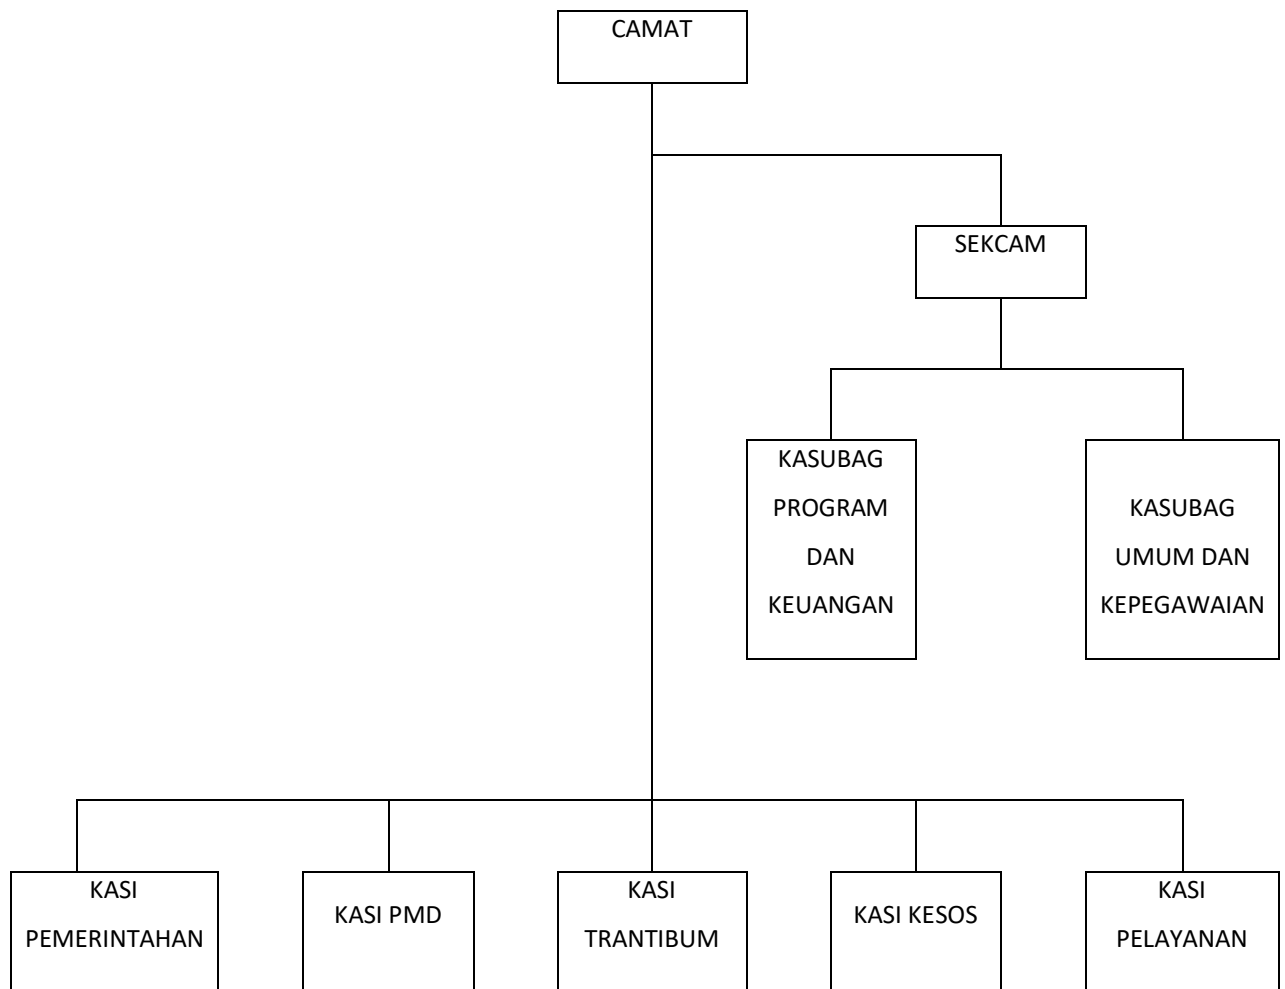 CAMAT
SEKCAM
KASUBAG
PROGRAM
DAN
KEUANGAN
KASUBAG
UMUM DAN
KEPEGAWAIAN
KASI
PEMERINTAHAN
KASI PMD
KASI
TRANTIBUM
KASI KESOS
KASI
PELAYANAN